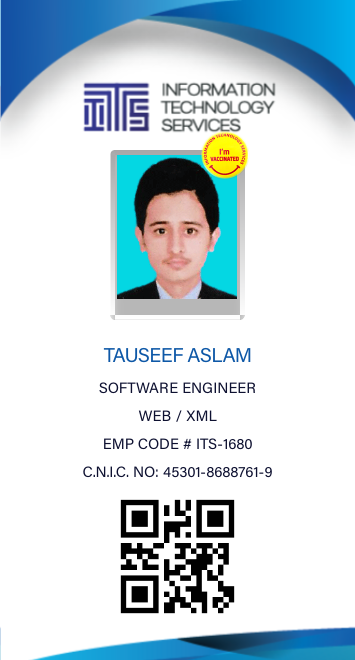 ITS
INFORMATION
TECHNOLOGY
SERVICES
INFORMATION TECHNOLOGY SERVICES
I'm
VACCINATED
TAUSEEF ASLAM
SOFTWARE ENGINEER
WEB / XML
EMP CODE # ITS-1680
C.N.I.C. NO: 45301-8688761-9